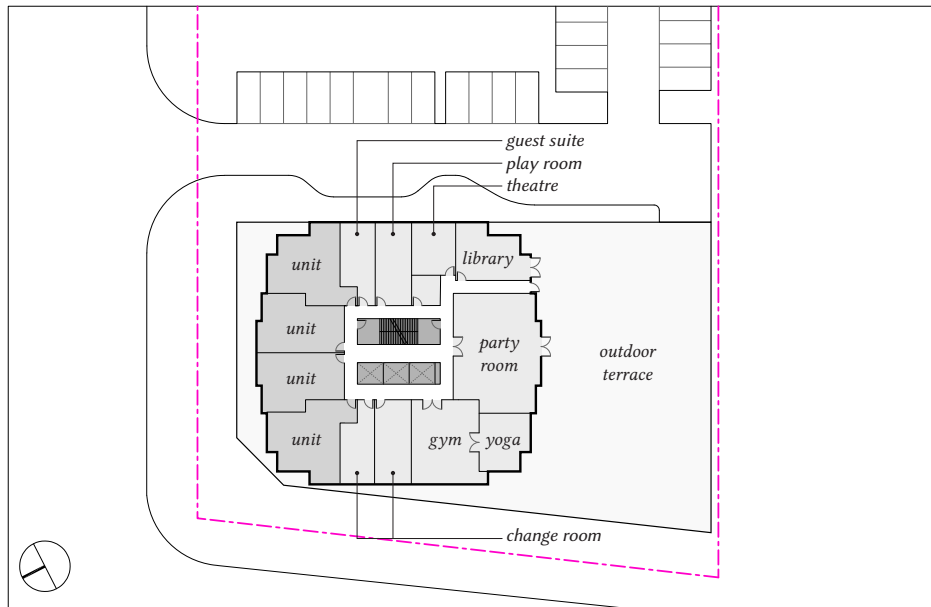 guest suite
play room
theatre
unit
library
unit
party
room
outdoor
terrace
unit
unit
gym
yoga
change room